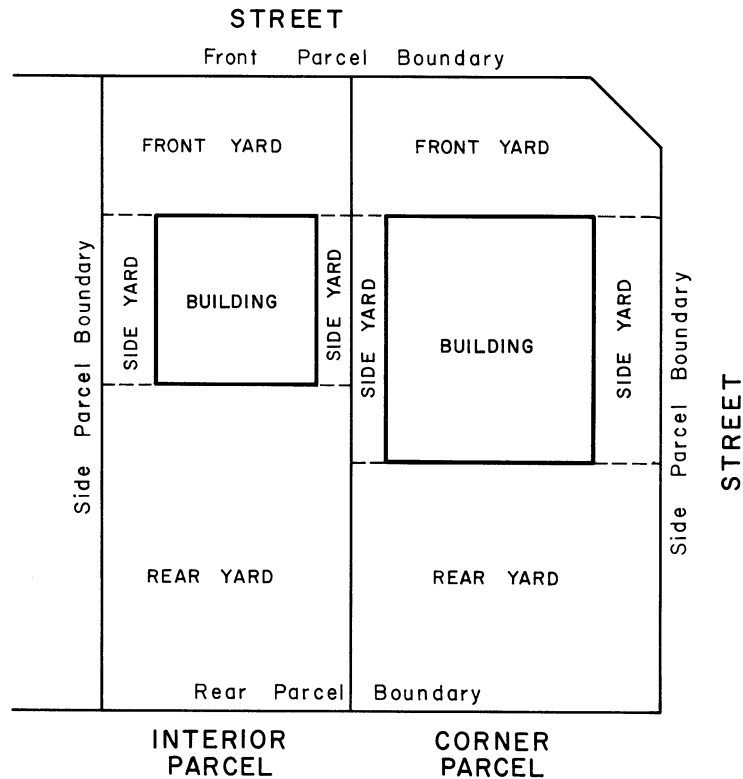 STREET
Front Parcel Boundary
FRONT YARD
FRONT YARD
Side Parcel Boundary
SIDE YARD
BUILDING
SIDE YARD
SIDE YARD
BUILDING
SIDE YARD
Side Parcel Boundary
STREET
REAR YARD
REAR YARD
Rear Parcel Boundary
INTERIOR
PARCEL
CORNER
PARCEL